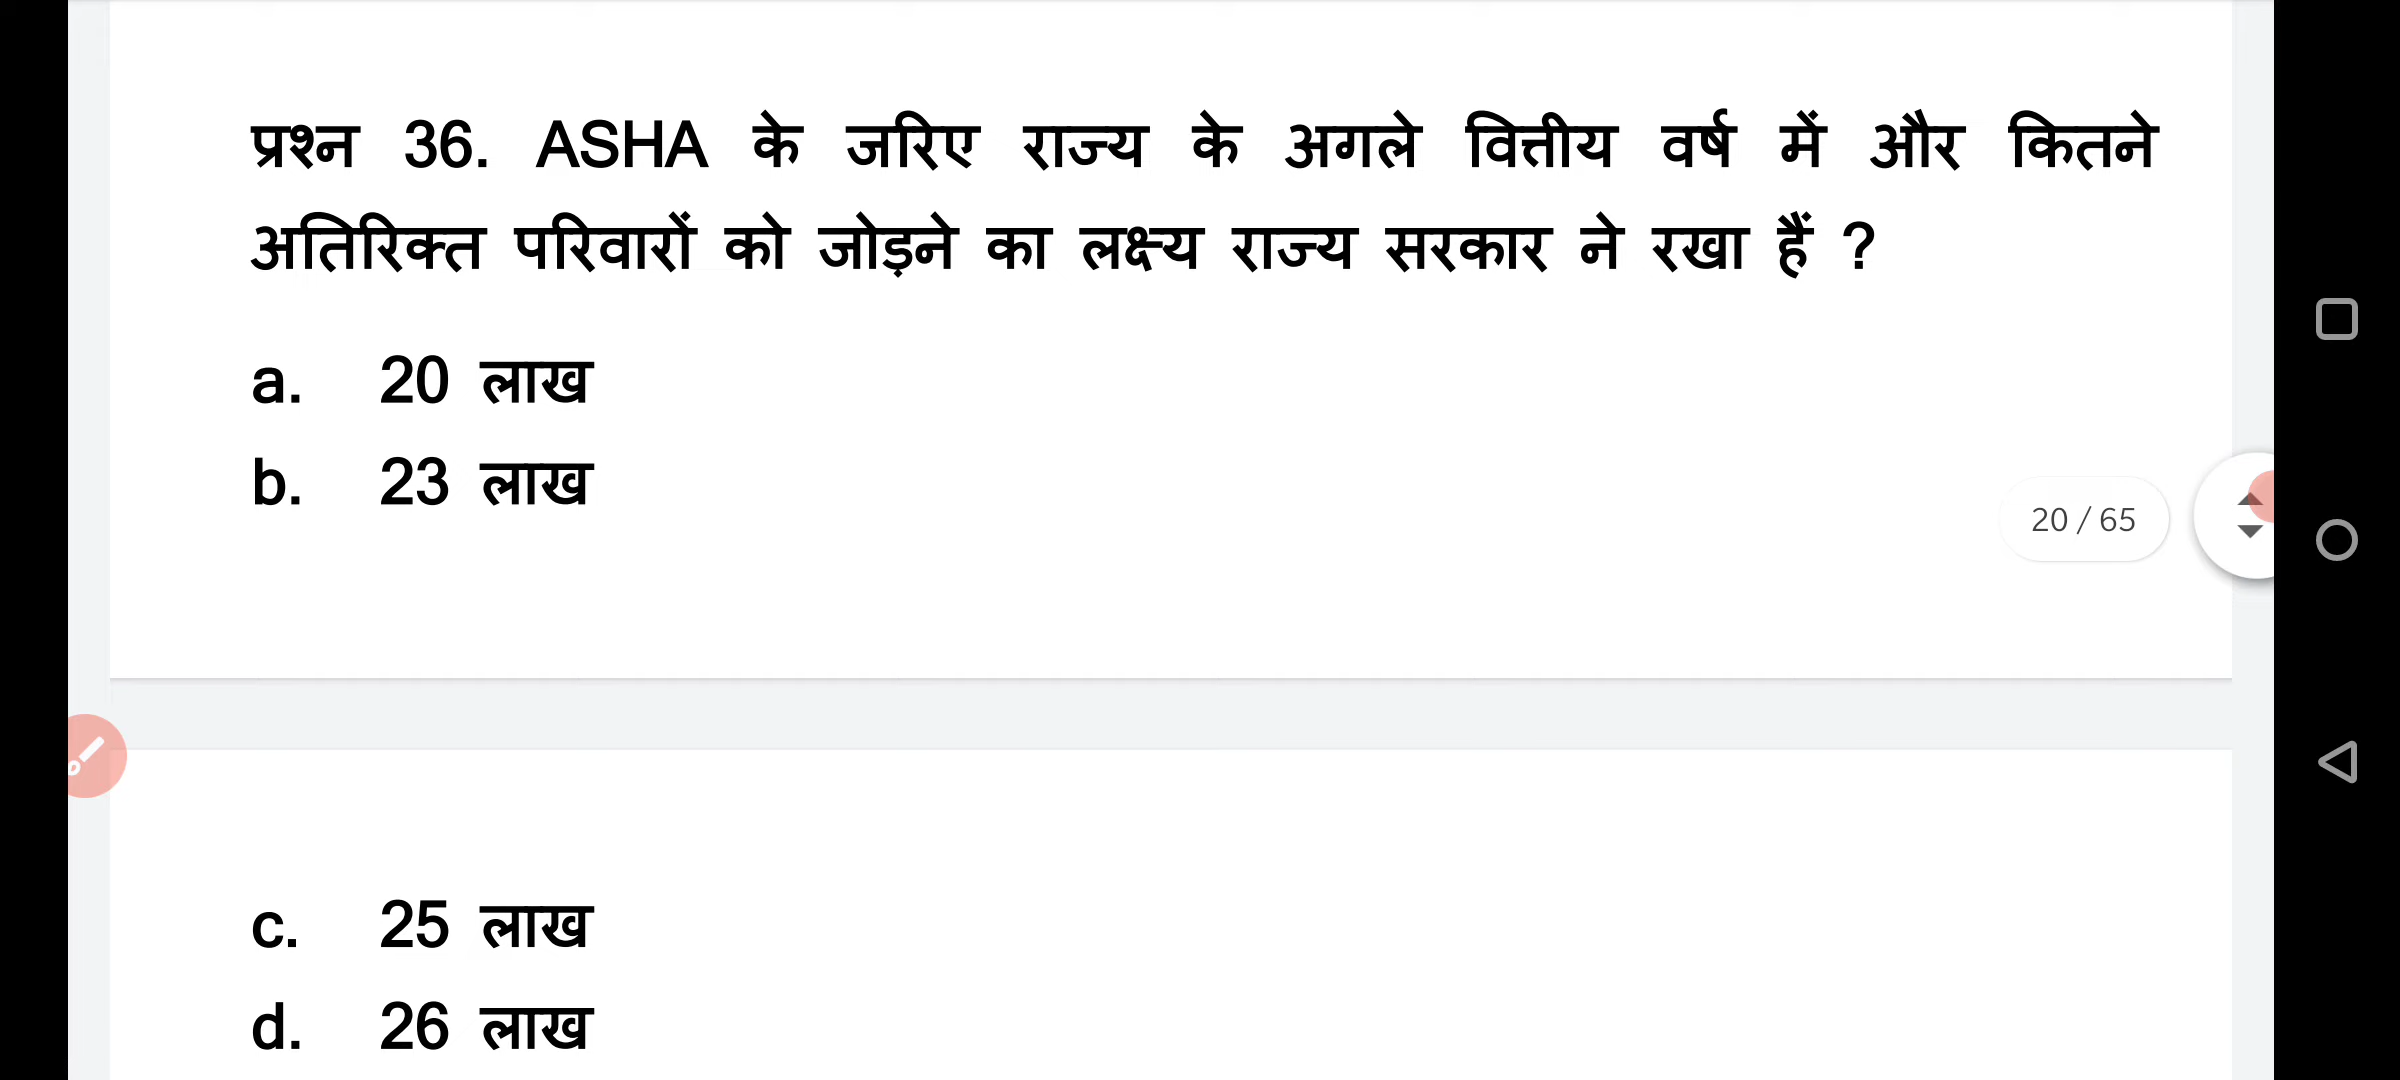 प्रश्न 36. ASHA के जरिए राज्य के अगले वित्तीय वर्ष में और कितने
अतिरिक्त परिवारों को जोड़ने का लक्ष्य राज्य सरकार ने रखा हैं ?
a. 20 लाख
b. 23 लाख
20 / 65
c. 25 लाख
d. 26 लाख